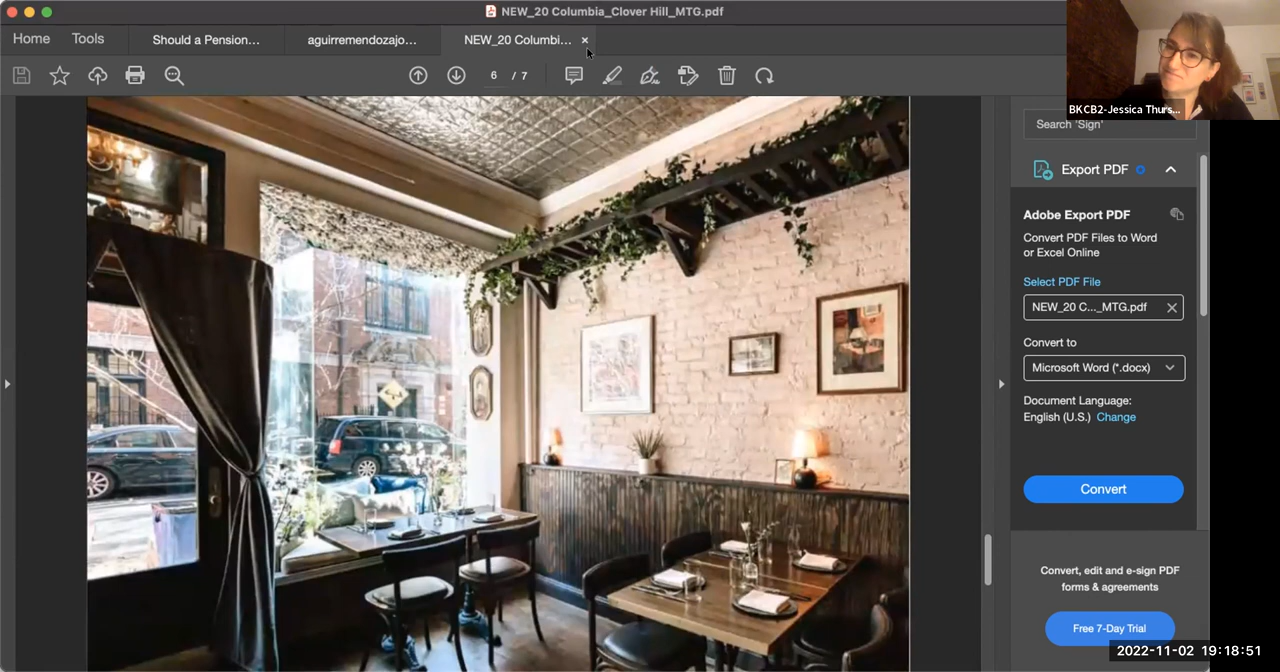 NEW_20 Columbia_Clover Hill_MTG.pdf
Home
Tools
Should a Pension...
aguirremendozajo...
NEW_20 Columbi... ×
6 / 7
BKCB2-Jessica Thurs...
Search 'Sign'
Export PDF
Adobe Export PDF
Convert PDF Files to Word
or Excel Online
Select PDF File
NEW_20 C..._MTG.pdf
Convert to
Microsoft Word (*.docx)
Document Language:
English (U.S.) Change
Convert
Convert, edit and e-sign PDF
forms & agreements
Free 7-Day Trial
2022-11-02 19:18:51